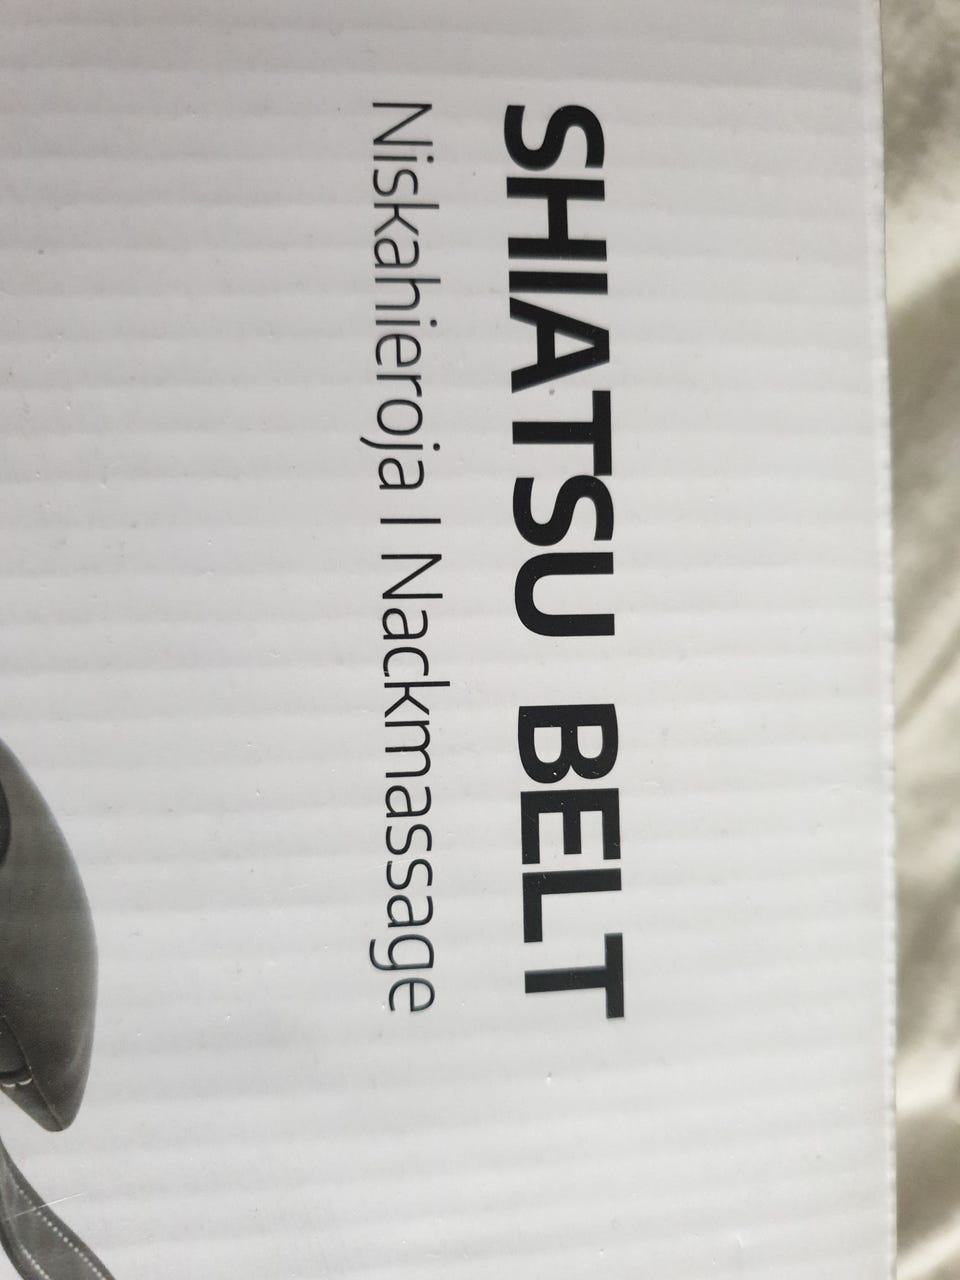 SHIATSU BELT
Niskahieroja | Nackmassage